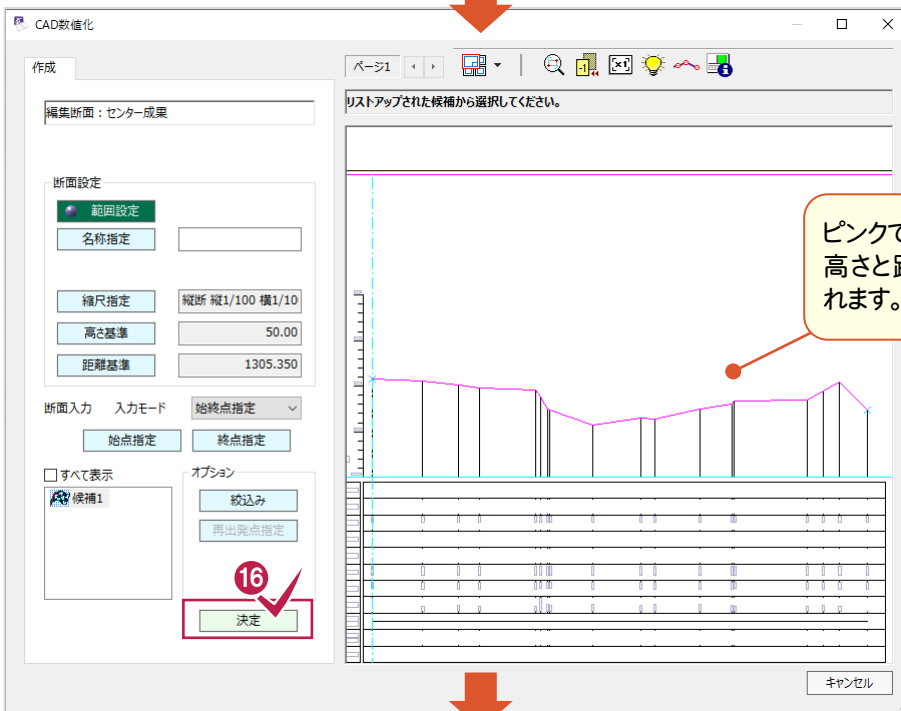 CAD数値化
作成
編集断面：センター成果
断面設定
範囲設定
名称指定
縮尺指定
縦断 縦1/100 横1/10
高さ基準
50.00
距離基準
1305.350
断面入力 入力モード 始終点指定
始点指定 終点指定
すべて表示
候補1
オプション
絞込み
再出発点指定
16
決定
ページ1
リストアップされた候補から選択してください。
ピンクで
高さと
れます。
キャンセル